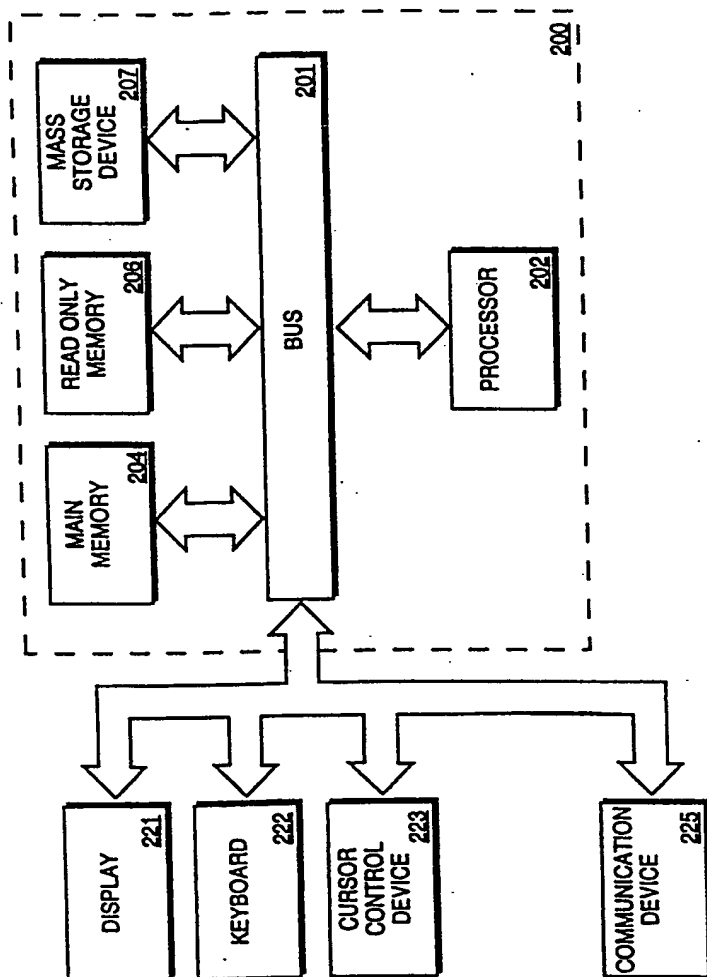 MAIN
MEMORY
204
READ ONLY
MEMORY
206
MASS
STORAGE
DEVICE
207
DISPLAY
221
KEYBOARD
222
BUS
201
CURSOR
CONTROL
DEVICE
223
PROCESSOR
202
200
COMMUNICATION
DEVICE
225